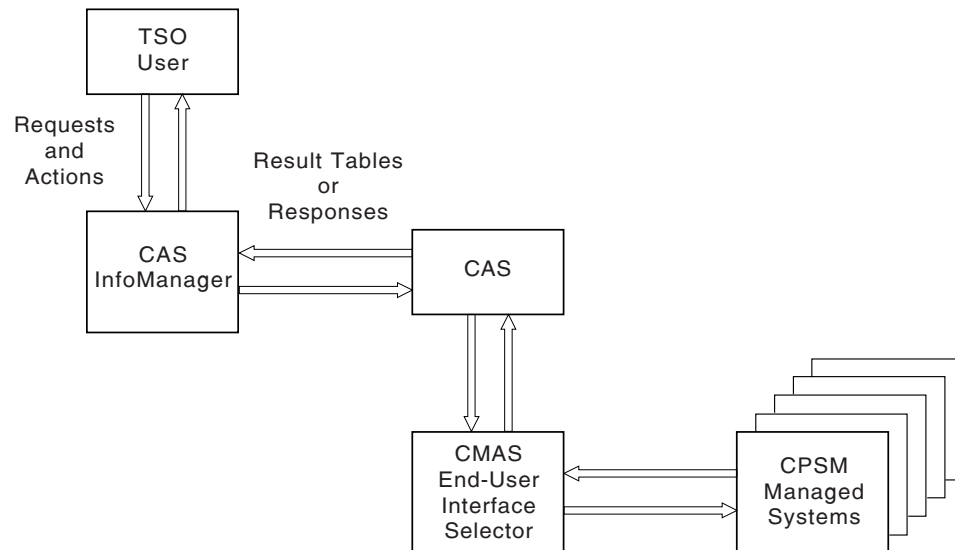 TSO
User
Requests
and
Actions
Result Tables
or
Responses
CAS
InfoManager
CAS
CMAS
End-User
Interface
Selector
CPSM
Managed
Systems